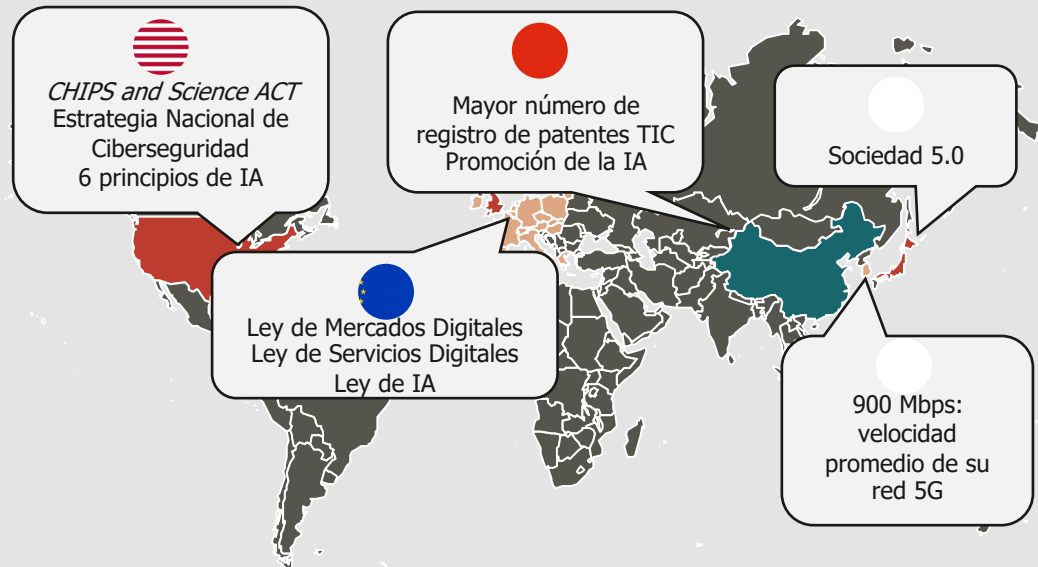 CHIPS and Science ACT
Estrategia Nacional de
Ciberseguridad
6 principios de IA
Mayor número de
registro de patentes TIC
Promoción de la IA
Sociedad 5.0
Ley de Mercados Digitales
Ley de Servicios Digitales
Ley de IA
900 Mbps:
velocidad
promedio de su
red 5G